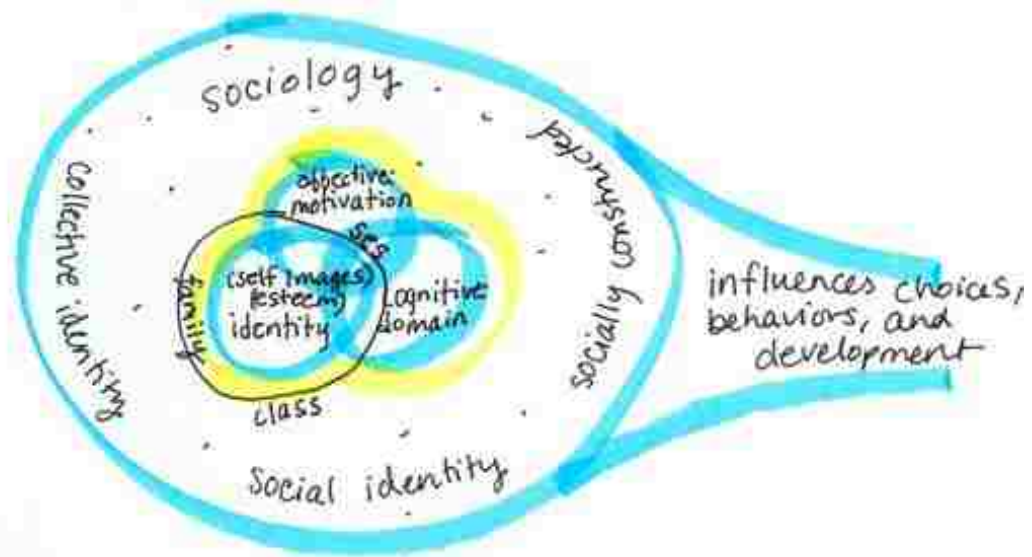 sociology
collective identity
socially constructed
affective:
motivation
ses
family
(self images)
(esteem)
identity
cognitive
domain
class
social identity
influences choices,
behaviors, and
development